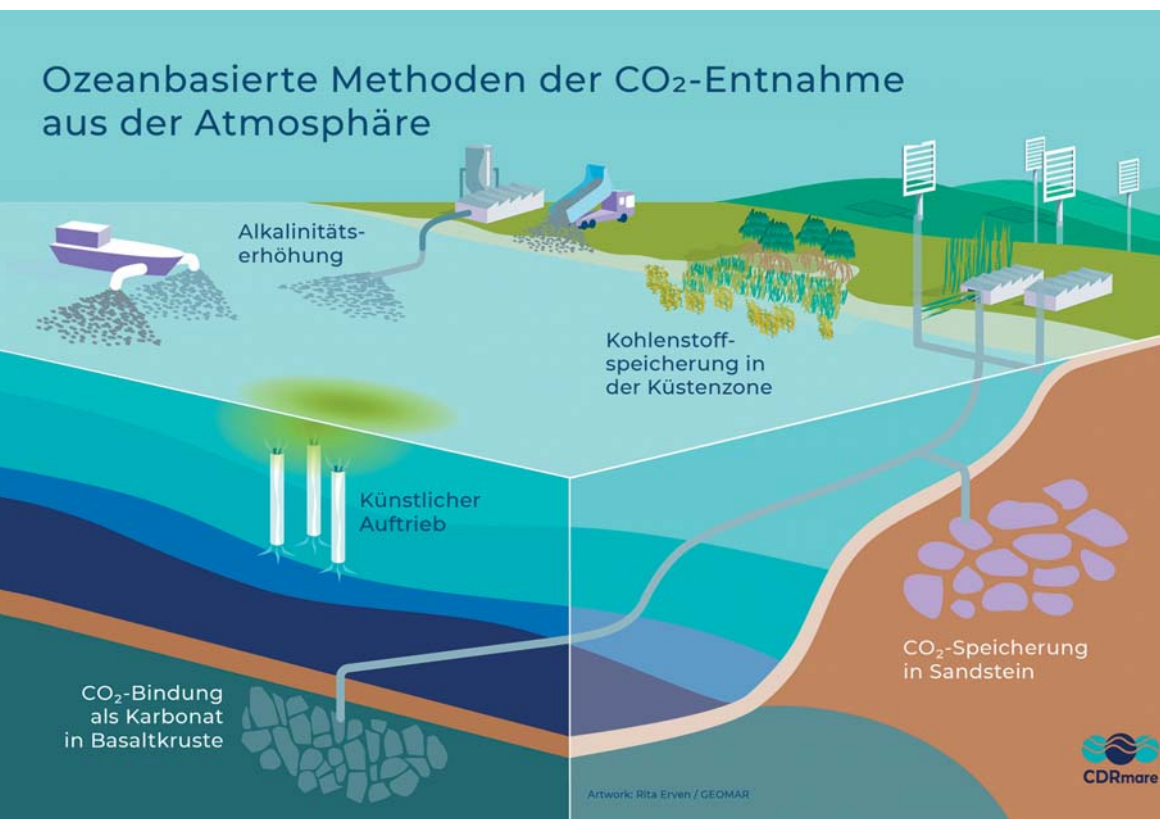 Ozeanbasierte Methoden der CO₂-Entnahme
aus der Atmosphäre
Alkalinitäts-
erhöhung
Kohlenstoff-
speicherung in
der Küstenzone
Künstlicher
Auftrieb
CO₂-Speicherung
in Sandstein
CO₂-Bindung
als Karbonat
in Basaltkruste
Artwork: Rita Erven / GEOMAR
CDRmare